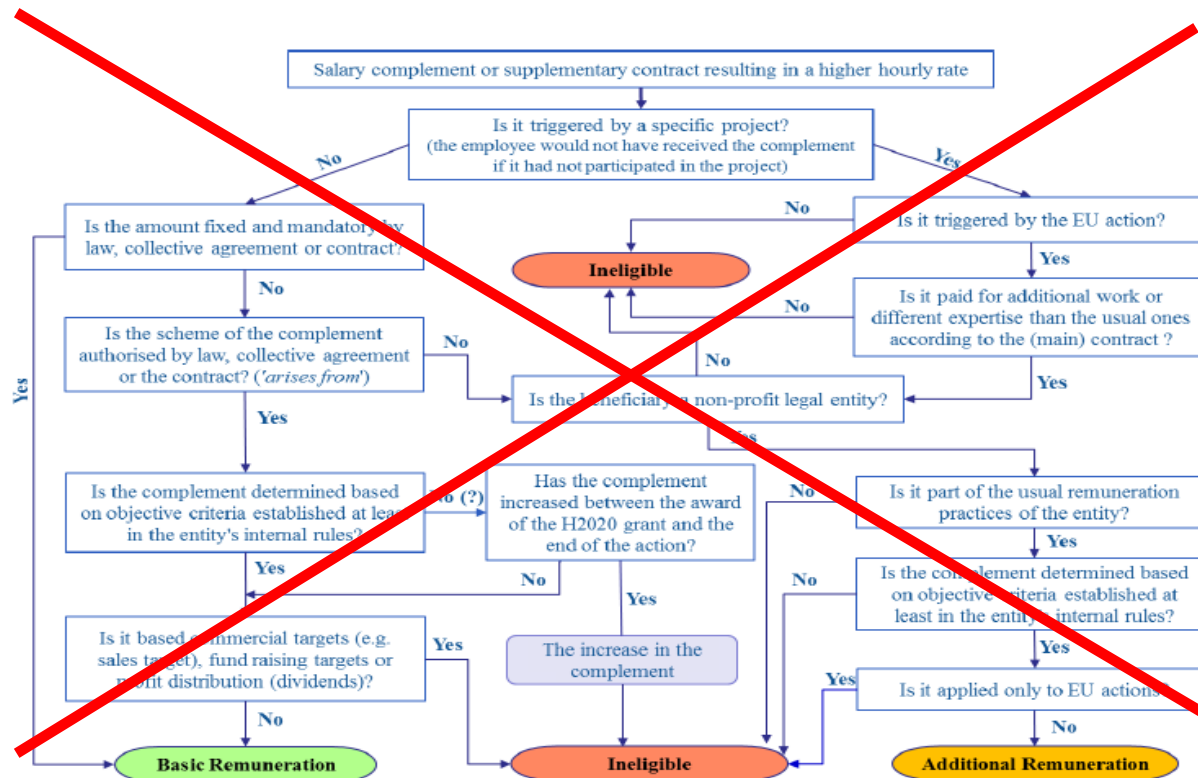 Salary complement or supplementary contract resulting in a higher hourly rate
Is it triggered by a specific project?
(the employee would not have received the complement
if it had not participated in the project)
No
Yes
Is the amount fixed and mandatory by
law, collective agreement or contract?
No
Is it triggered by the EU action?
Ineligible
No
Yes
Is the scheme of the complement
authorised by law, collective agreement
or the contract? ('arises from')
No
No
Is it paid for additional work or
different expertise than the usual ones
according to the (main) contract ?
Yes
No
Is the beneficiary a non-profit legal entity?
Yes
Yes
Yes
Is the complement determined based
on objective criteria established at least
in the entity's internal rules?
No (?)
Has the complement
increased between the award
of the H2020 grant and the
end of the action?
No
Is it part of the usual remuneration
practices of the entity?
Yes
No
Yes
No
Yes
Is the complement determined based
on objective criteria established at
least in the entity's internal rules?
Is it based commercial targets (e.g.
sales target), fund raising targets or
profit distribution (dividends)?
Yes
The increase in the
complement
Yes
Yes
Is it applied only to EU actions?
No
No
Basic Remuneration
Ineligible
Additional Remuneration